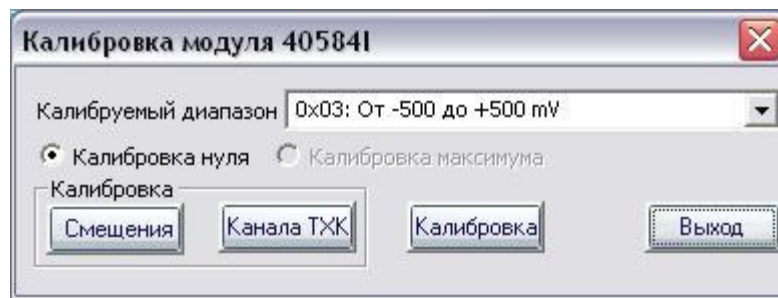 Калибровка модуля 40584I
Калибруемый диапазон 0x03: От -500 до +500 mV
Калибровка нуля Калибровка максимума
Калибровка
Смещения Канала ТХК Калибровка Выход